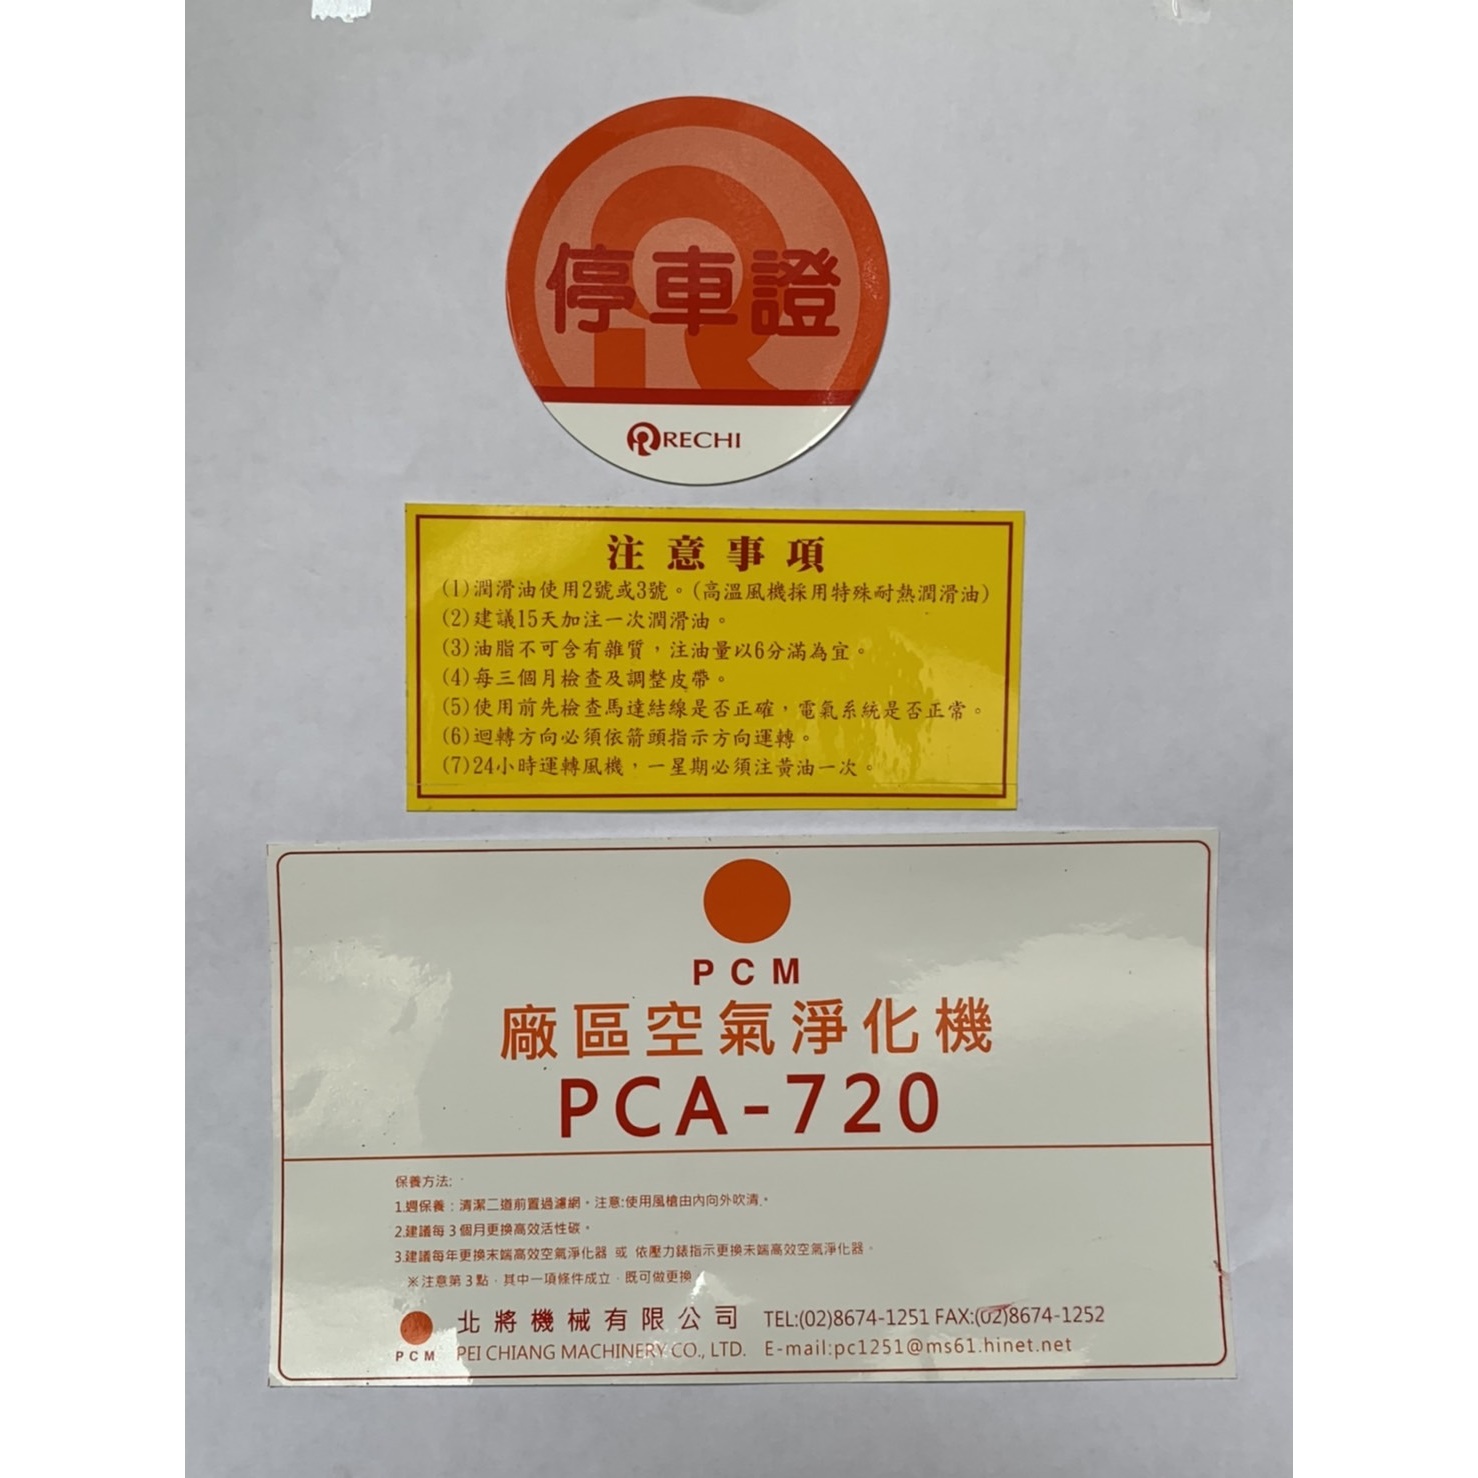 停車證
RECHI
注意事項
(1)潤滑油使用2號或3號。(高溫風機採用特殊耐熱潤滑油)
(2)建議15天加注一次潤滑油。
(3)油脂不可含有雜質，注油量以6分滿為宜。
(4)每三個月檢查及調整皮帶。
(5)使用前先檢查馬達結線是否正確，電氣系統是否正常。
(6)迴轉方向必須依箭頭指示方向運轉。
(7)24小時運轉風機，一星期必須注黃油一次。
PCM
廠區空氣淨化機
PCA-720
保養方法:
1.週保養：清潔二道前置過濾網。注意:使用風槍由內向外吹清。
2.建議每3個月更換高效活性碳。
3.建議每年更換末端高效空氣淨化器 或 依壓力錶指示更換末端高效空氣淨化器。
※注意第3點，其中一項條件成立，既可做更換
北將機械有限公司 TEL:(02)8674-1251 FAX:(02)8674-1252
PCM PEI CHIANG MACHINERY CO., LTD. E-mail:pc1251@ms61.hinet.net